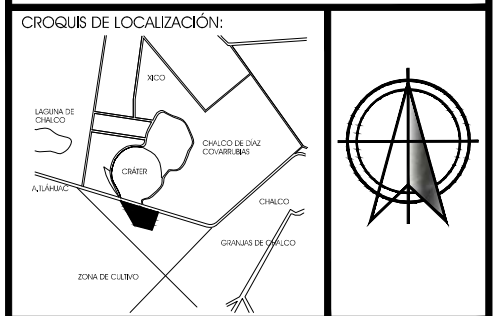 CROQUIS DE LOCALIZACIÓN:
XICO
LAGUNA DE
CHALCO
CHALCO DE DÍAZ
COVARRUBIAS
CRÁTER
A TLÁHUAC
CHALCO
GRANJAS DE CHALCO
ZONA DE CULTIVO